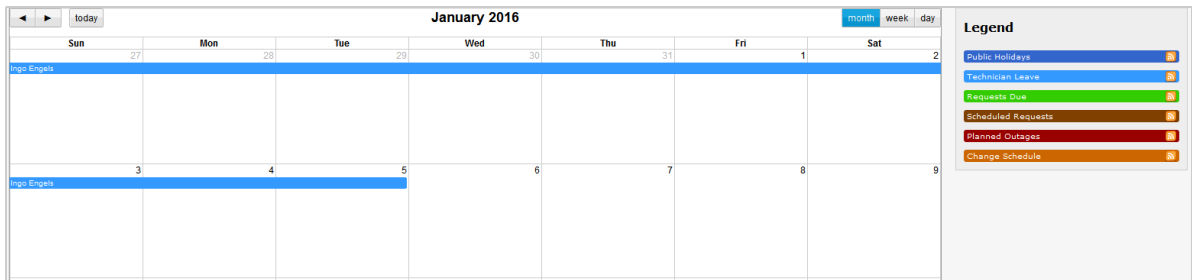 ◄ ► today January 2016 month week day
Sun Mon Tue Wed Thu Fri Sat
27 28 29 30 31 1 2
Ingo Engels
3 4 5 6 7 8 9
Ingo Engels
Legend
Public Holidays
Technician Leave
Requests Due
Scheduled Requests
Planned Outages
Change Schedule